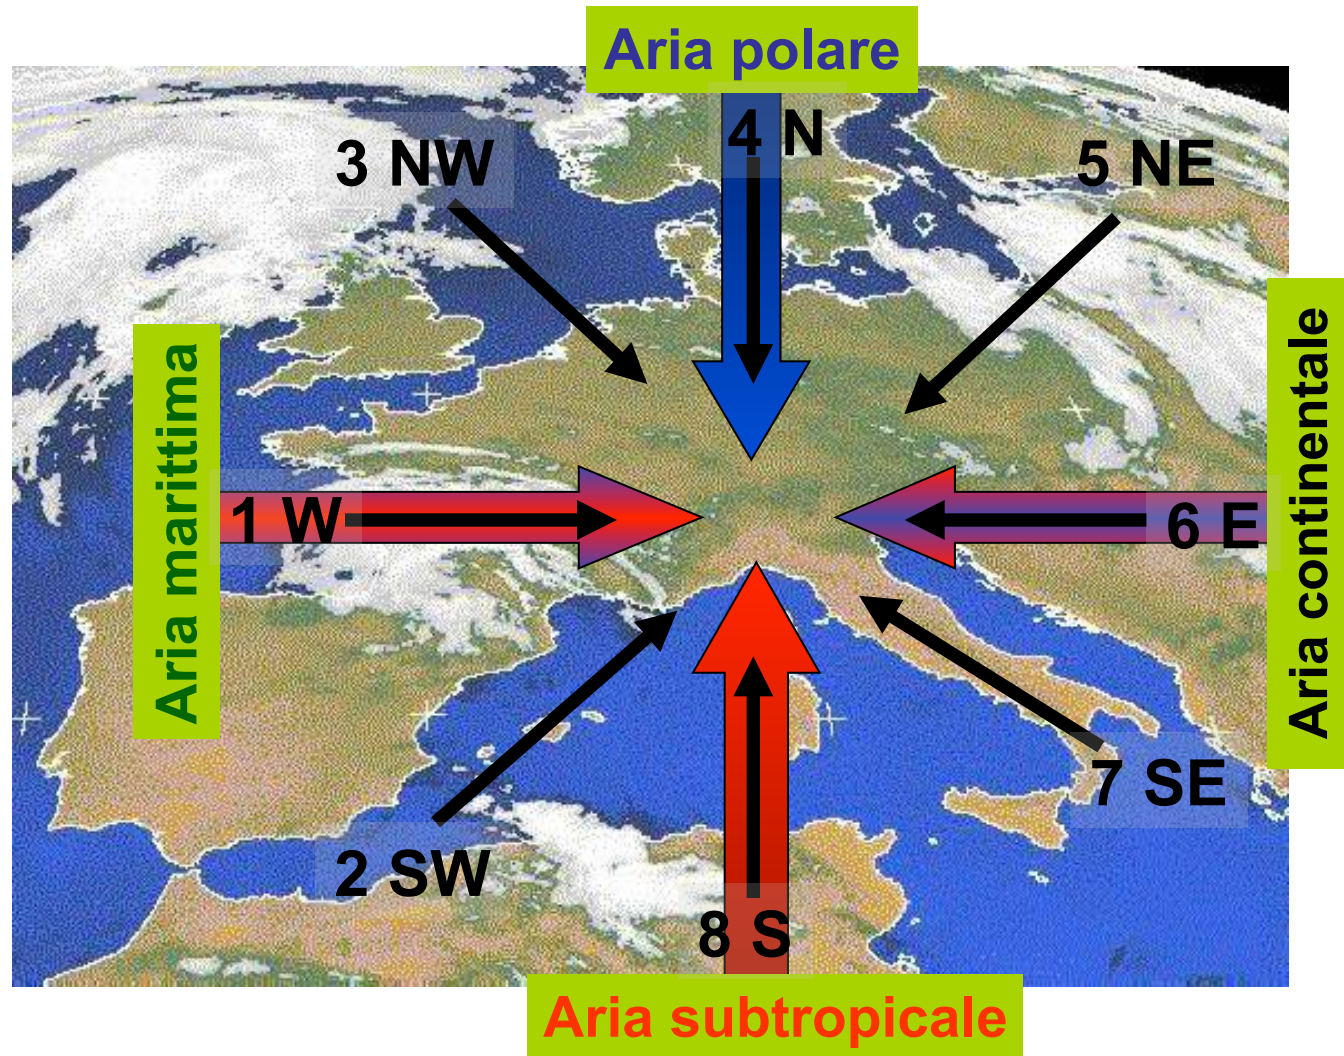 Aria polare
4 N
3 NW
5 NE
Aria marittima
Aria continentale
1 W
6 E
7 SE
2 SW
8 S
Aria subtropicale